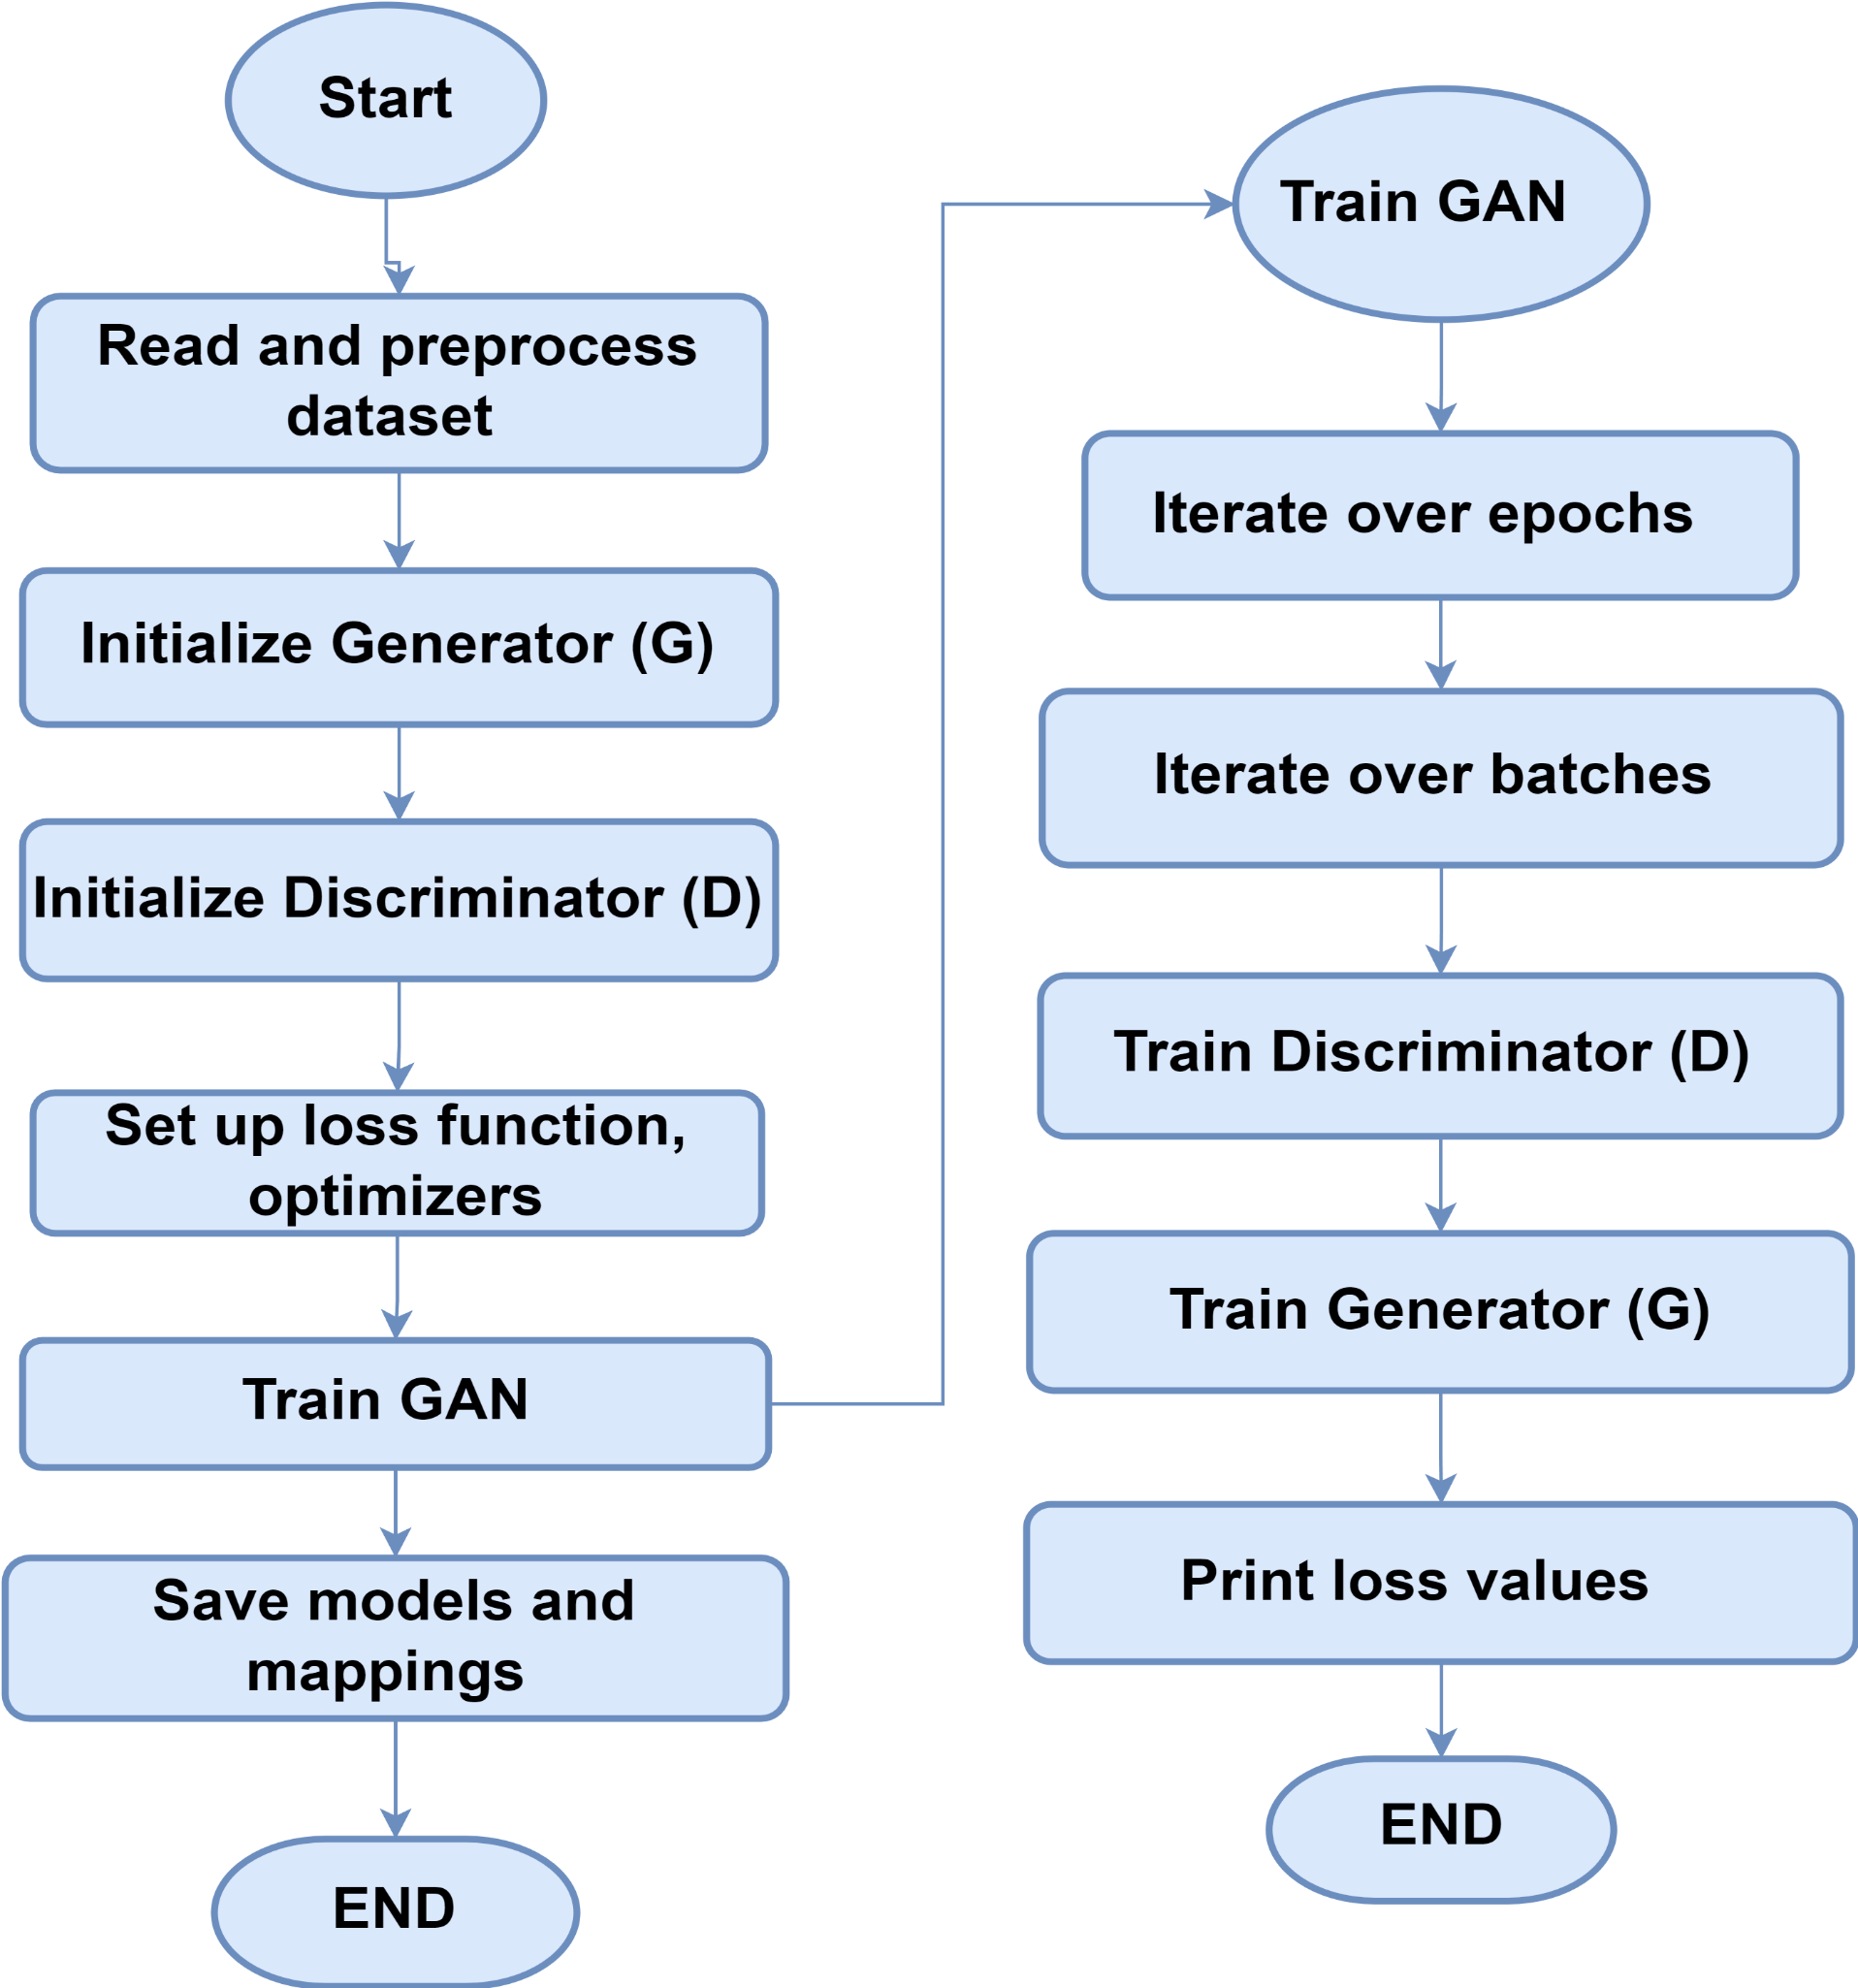 Start
Read and preprocess
dataset
Initialize Generator (G)
Initialize Discriminator (D)
Set up loss function,
optimizers
Train GAN
Save models and
mappings
END
Train GAN
Iterate over epochs
Iterate over batches
Train Discriminator (D)
Train Generator (G)
Print loss values
END